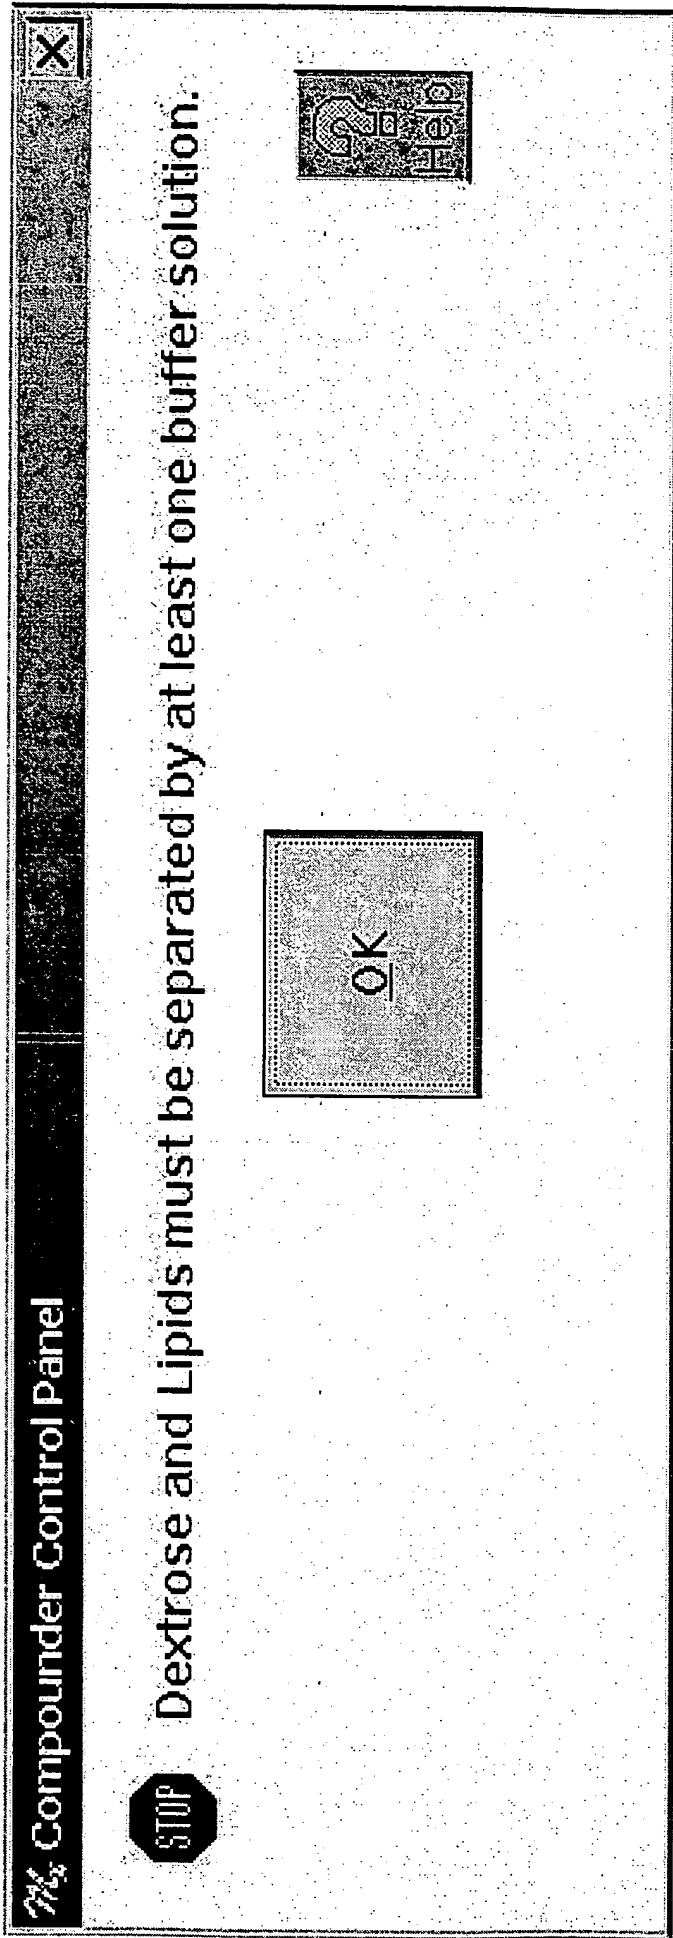 Compounder Control Panel
STOP
Dextrose and Lipids must be separated by at least one buffer solution.
OK
Help